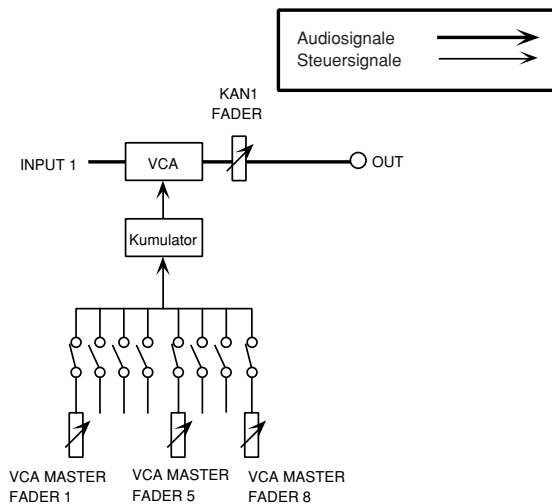 Audiosignale
Steuersignale
KAN1
FADER
INPUT 1
VCA
OUT
Kumulator
VCA MASTER
FADER 1
VCA MASTER
FADER 5
VCA MASTER
FADER 8